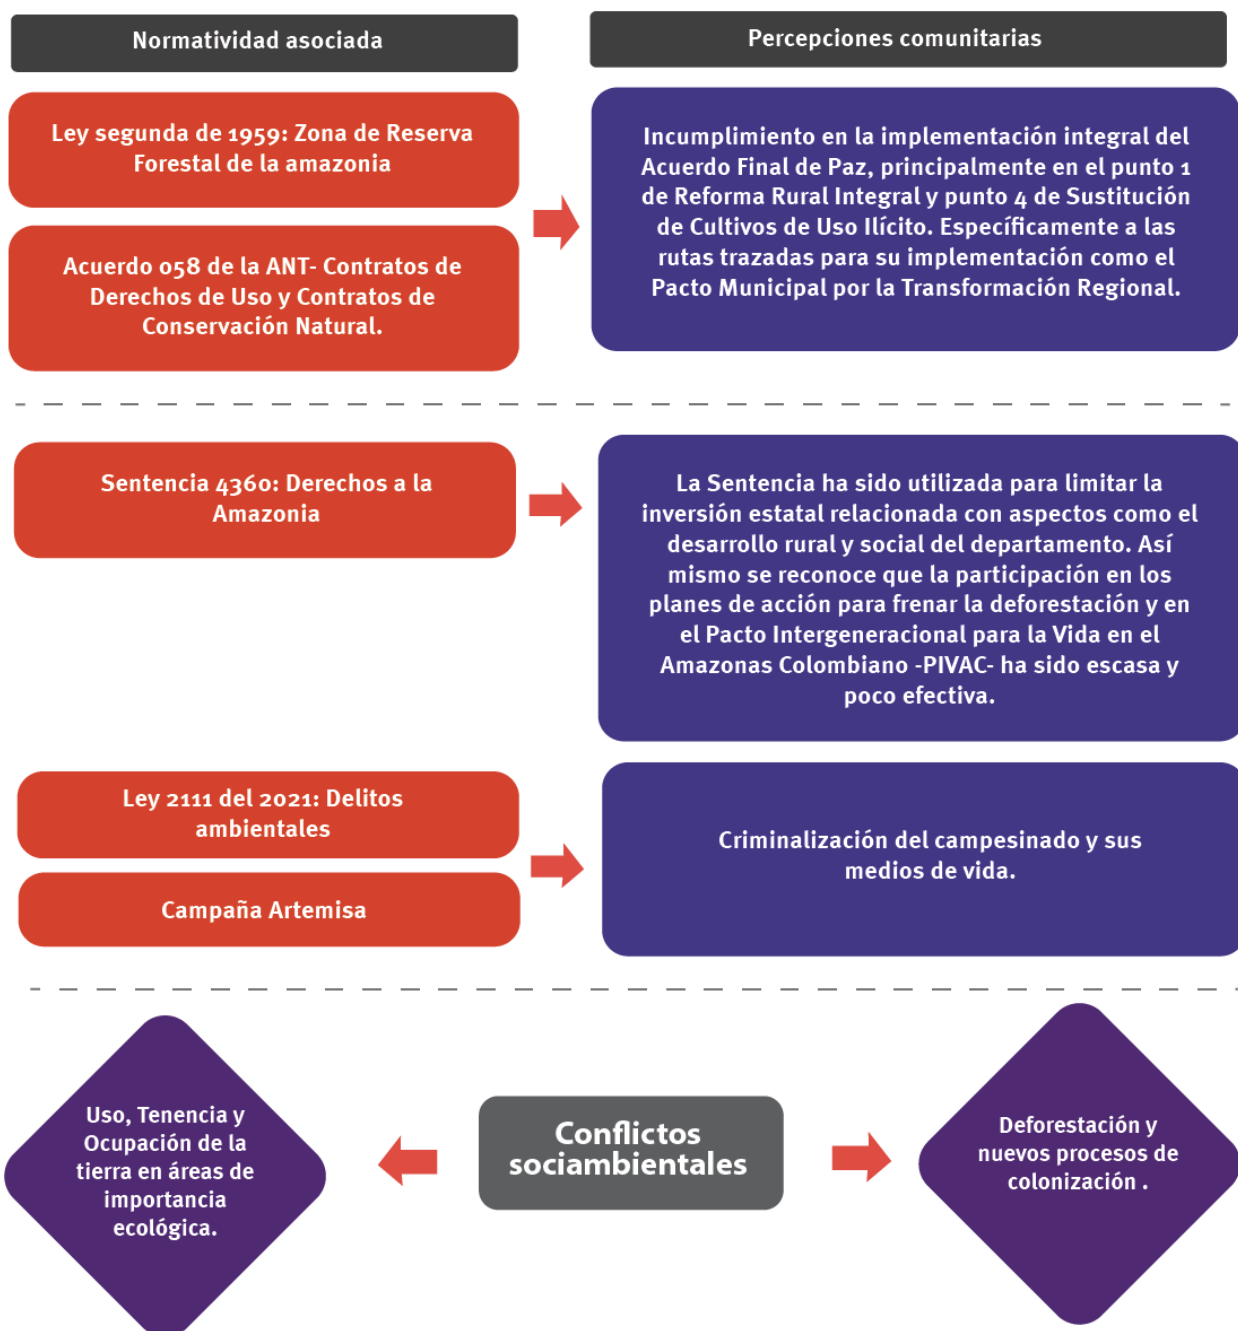 Normatividad asociada
Percepciones comunitarias
Ley segunda de 1959: Zona de Reserva
Forestal de la amazonia
Acuerdo 058 de la ANT- Contratos de
Derechos de Uso y Contratos de
Conservación Natural.
Incumplimiento en la implementación integral del
Acuerdo Final de Paz, principalmente en el punto 1
de Reforma Rural Integral y punto 4 de Sustitución
de Cultivos de Uso Ilícito. Específicamente a las
rutas trazadas para su implementación como el
Pacto Municipal por la Transformación Regional.
Sentencia 4360: Derechos a la
Amazonia
La Sentencia ha sido utilizada para limitar la
inversión estatal relacionada con aspectos como el
desarrollo rural y social del departamento. Así
mismo se reconoce que la participación en los
planes de acción para frenar la deforestación y en
el Pacto Intergeneracional para la Vida en el
Amazonas Colombiano -PIVAC- ha sido escasa y
poco efectiva.
Ley 2111 del 2021: Delitos
ambientales
Campaña Artemisa
Criminalización del campesinado y sus
medios de vida.
Uso, Tenencia y
Ocupación de la
tierra en áreas de
importancia
ecológica.
Conflictos
sociambientales
Deforestación y
nuevos procesos de
colonización .